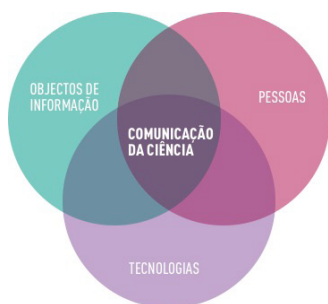 OBJECTOS DE
INFORMAÇÃO
PESSOAS
COMUNICAÇÃO
DA CIÊNCIA
TECNOLOGIAS